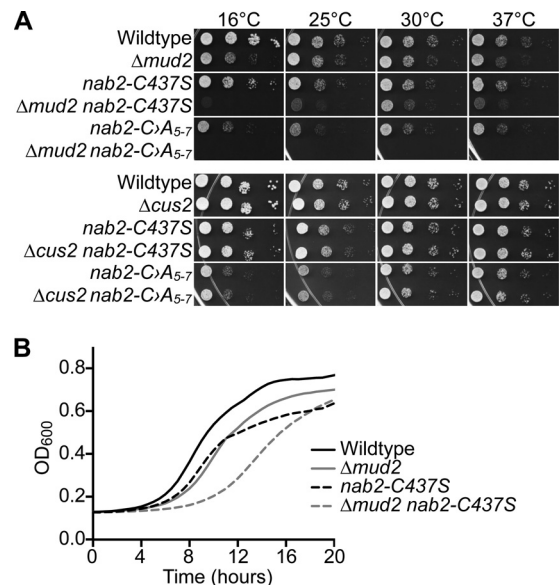 A
16°C 25°C 30°C 37°C
Wildtype
Δmud2
nab2-C437S
Δmud2 nab2-C437S
nab2-C›A5-7
Δmud2 nab2-C›A5-7
Wildtype
Δcus2
nab2-C437S
Δcus2 nab2-C437S
nab2-C›A5-7
Δcus2 nab2-C›A5-7
B
0.8
0.6
0.4
0.2
0.0
OD600
0 4 8 12 16 20
Time (hours)
Wildtype
Δmud2
nab2-C437S
Δmud2 nab2-C437S